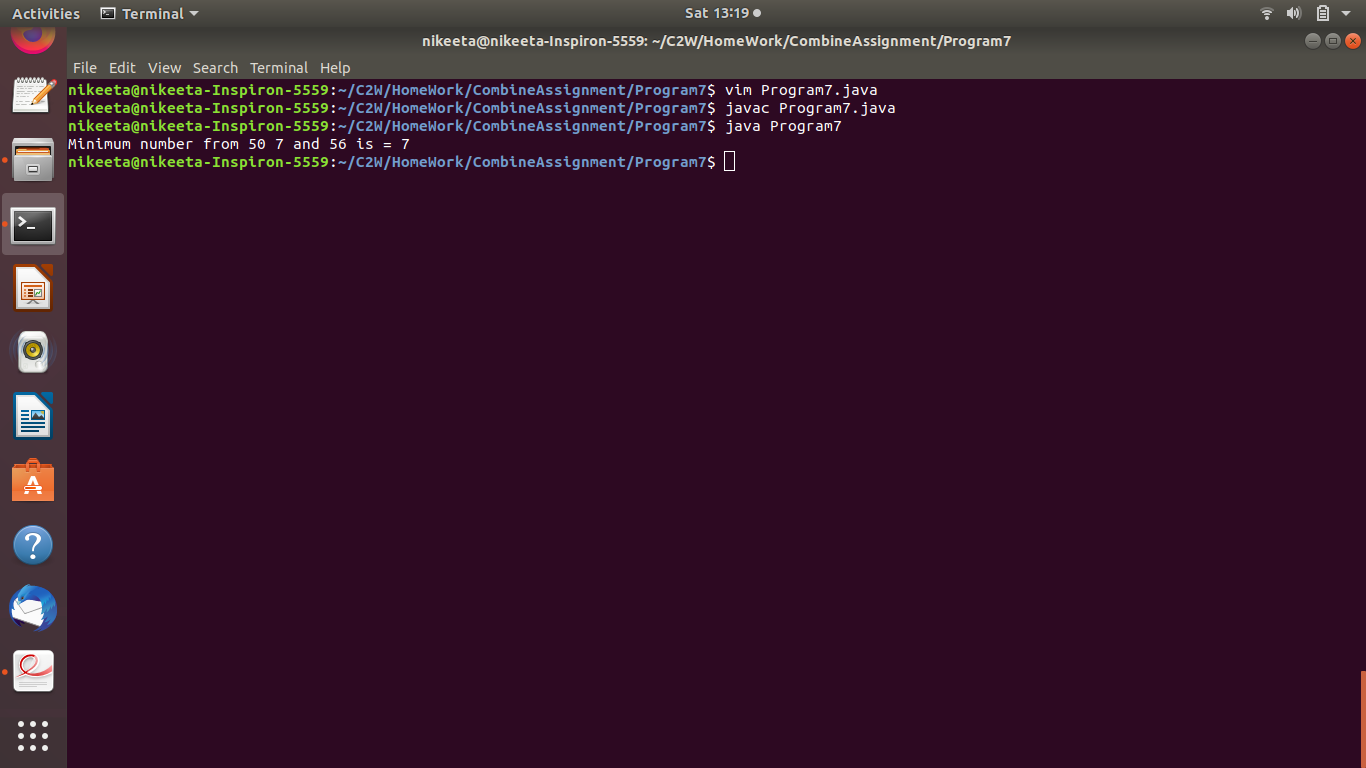 Activities Terminal Sat 13:19
nikeeta@nikeeta-Inspiron-5559: ~/C2W/HomeWork/CombineAssignment/Program7
File Edit View Search Terminal Help
nikeeta@nikeeta-Inspiron-5559:~/C2W/HomeWork/CombineAssignment/Program7$ vim Program7.java
nikeeta@nikeeta-Inspiron-5559:~/C2W/HomeWork/CombineAssignment/Program7$ javac Program7.java
nikeeta@nikeeta-Inspiron-5559:~/C2W/HomeWork/CombineAssignment/Program7$ java Program7
Minimum number from 50 7 and 56 is = 7
nikeeta@nikeeta-Inspiron-5559:~/C2W/HomeWork/CombineAssignment/Program7$